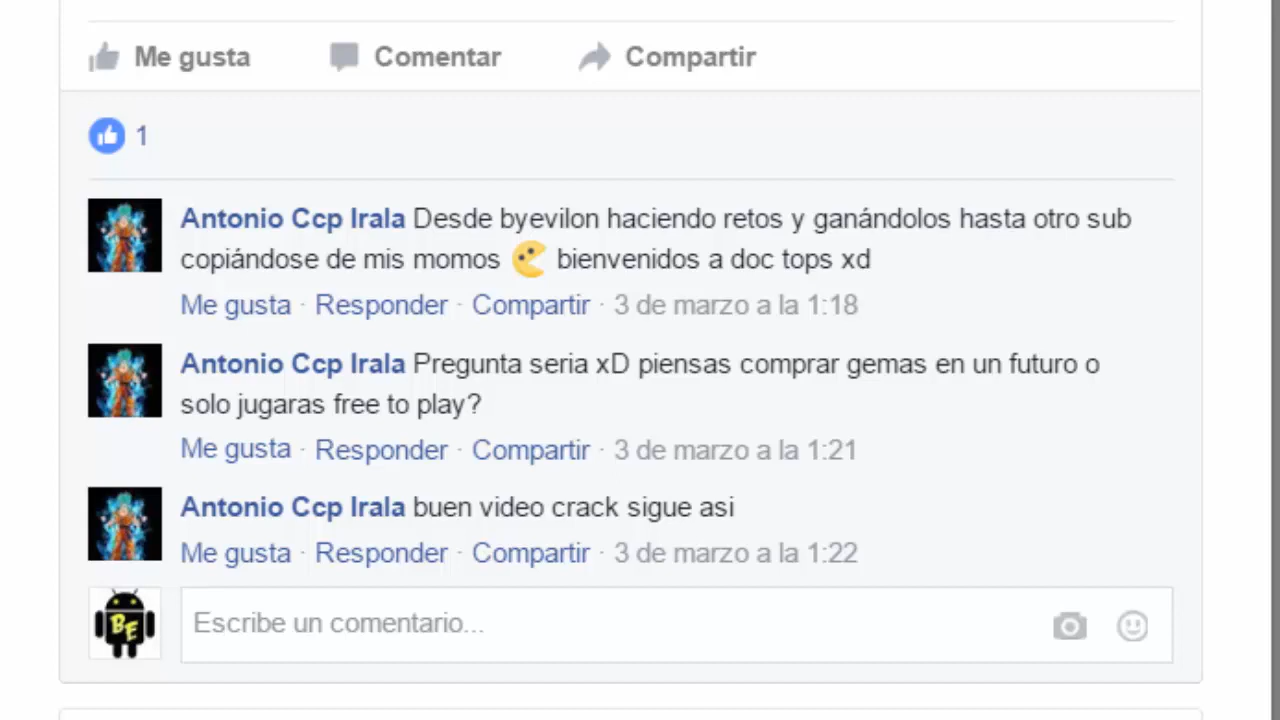 Me gusta Comentar Compartir
1
Antonio Ccp Irala Desde byevilon haciendo retos y ganándolos hasta otro sub
copiándose de mis momos bienvenidos a doc tops xd
Me gusta · Responder · Compartir · 3 de marzo a la 1:18
Antonio Ccp Irala Pregunta seria xD piensas comprar gemas en un futuro o
solo jugaras free to play?
Me gusta · Responder · Compartir · 3 de marzo a la 1:21
Antonio Ccp Irala buen video crack sigue asi
Me gusta · Responder · Compartir · 3 de marzo a la 1:22
BE
Escribe un comentario...